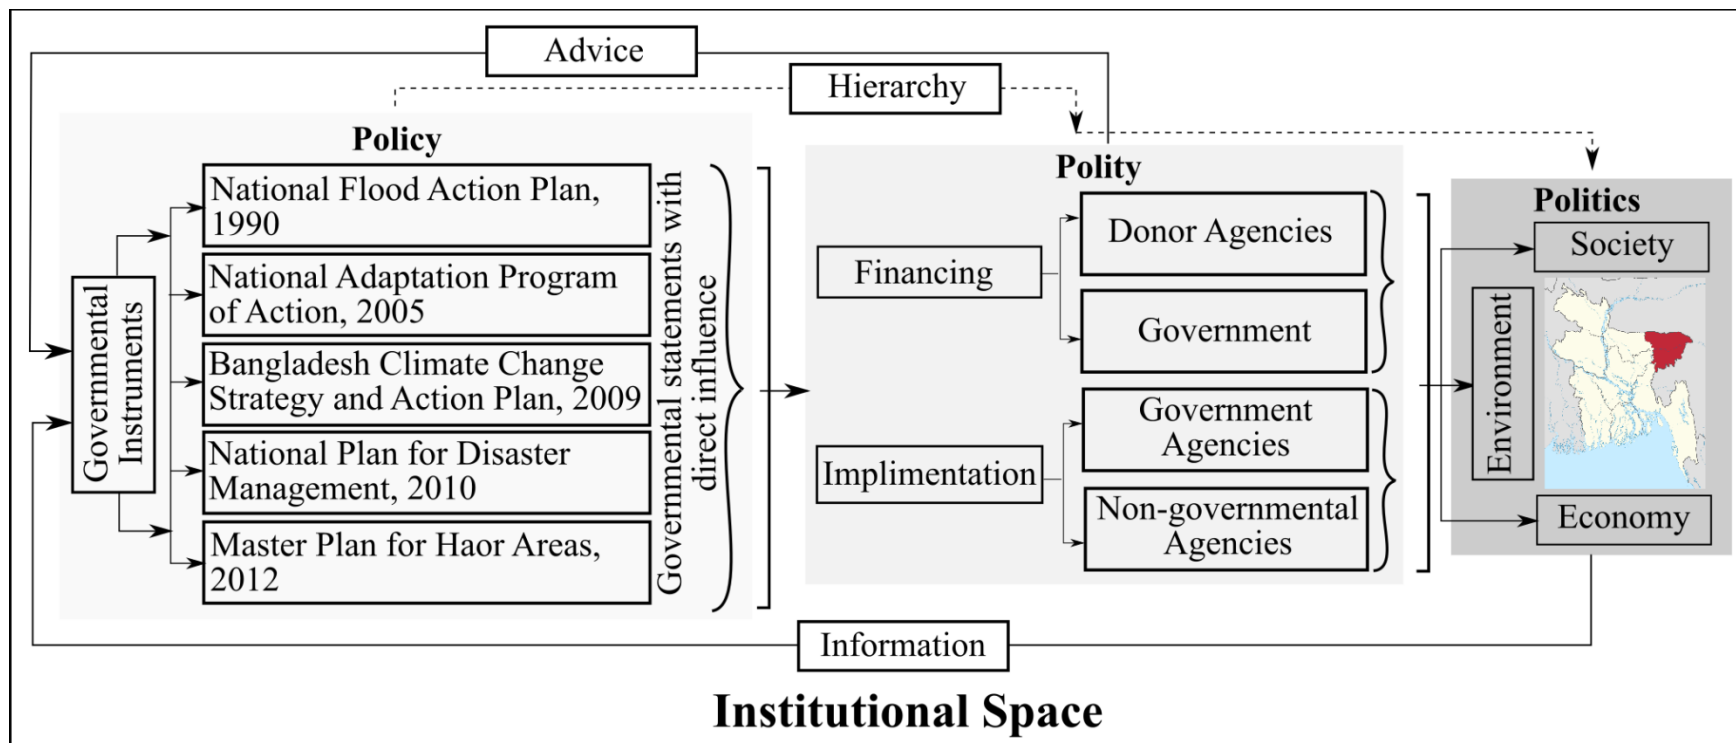 Advice
Hierarchy
Policy
Governmental
Instruments
National Flood Action Plan,
1990
National Adaptation Program
of Action, 2005
Bangladesh Climate Change
Strategy and Action Plan, 2009
National Plan for Disaster
Management, 2010
Master Plan for Haor Areas,
2012
Governmental statements with
direct influence
Polity
Financing
Donor Agencies
Government
Implimentation
Government
Agencies
Non-governmental
Agencies
Politics
Society
Environment
Economy
Information
Institutional Space